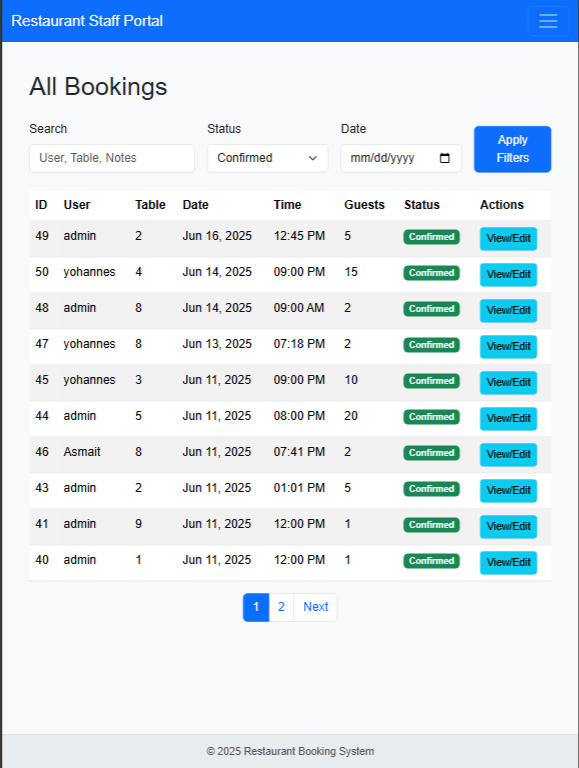 Restaurant Staff Portal
All Bookings
Search Status Date
User, Table, Notes Confirmed mm/dd/yyyy Apply Filters
ID User Table Date Time Guests Status Actions
49 admin 2 Jun 16, 2025 12:45 PM 5 Confirmed View/Edit
50 yohannes 4 Jun 14, 2025 09:00 PM 15 Confirmed View/Edit
48 admin 8 Jun 14, 2025 09:00 AM 2 Confirmed View/Edit
47 yohannes 8 Jun 13, 2025 07:18 PM 2 Confirmed View/Edit
45 yohannes 3 Jun 11, 2025 09:00 PM 10 Confirmed View/Edit
44 admin 5 Jun 11, 2025 08:00 PM 20 Confirmed View/Edit
46 Asmait 8 Jun 11, 2025 07:41 PM 2 Confirmed View/Edit
43 admin 2 Jun 11, 2025 01:01 PM 5 Confirmed View/Edit
41 admin 9 Jun 11, 2025 12:00 PM 1 Confirmed View/Edit
40 admin 1 Jun 11, 2025 12:00 PM 1 Confirmed View/Edit
1 2 Next
© 2025 Restaurant Booking System